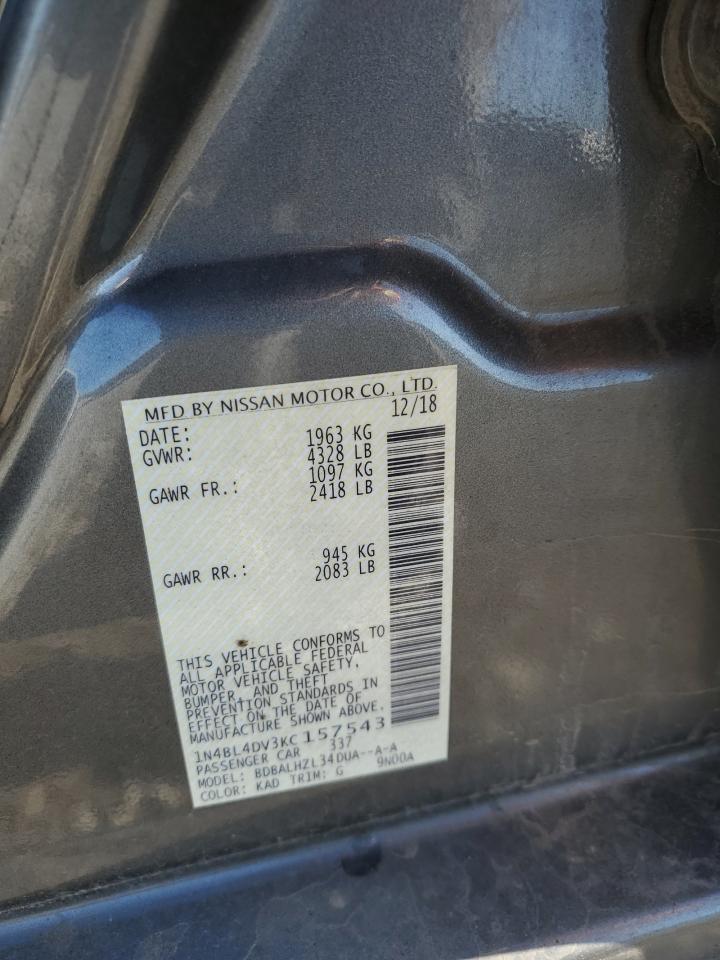 MFD BY NISSAN MOTOR CO., LTD.
DATE: 12/18
GVWR: 1963 KG
4328 LB
GAWR FR.: 1097 KG
2418 LB
GAWR RR.: 945 KG
2083 LB
THIS VEHICLE CONFORMS TO
ALL APPLICABLE FEDERAL
MOTOR VEHICLE SAFETY,
BUMPER, AND THEFT
PREVENTION STANDARDS IN
EFFECT ON THE DATE OF
MANUFACTURE SHOWN ABOVE.
1N4BL4DV3KC157543
PASSENGER CAR 337
MODEL: BDBALHZL34DUA--A-A
COLOR: KAD TRIM: G 9N00A